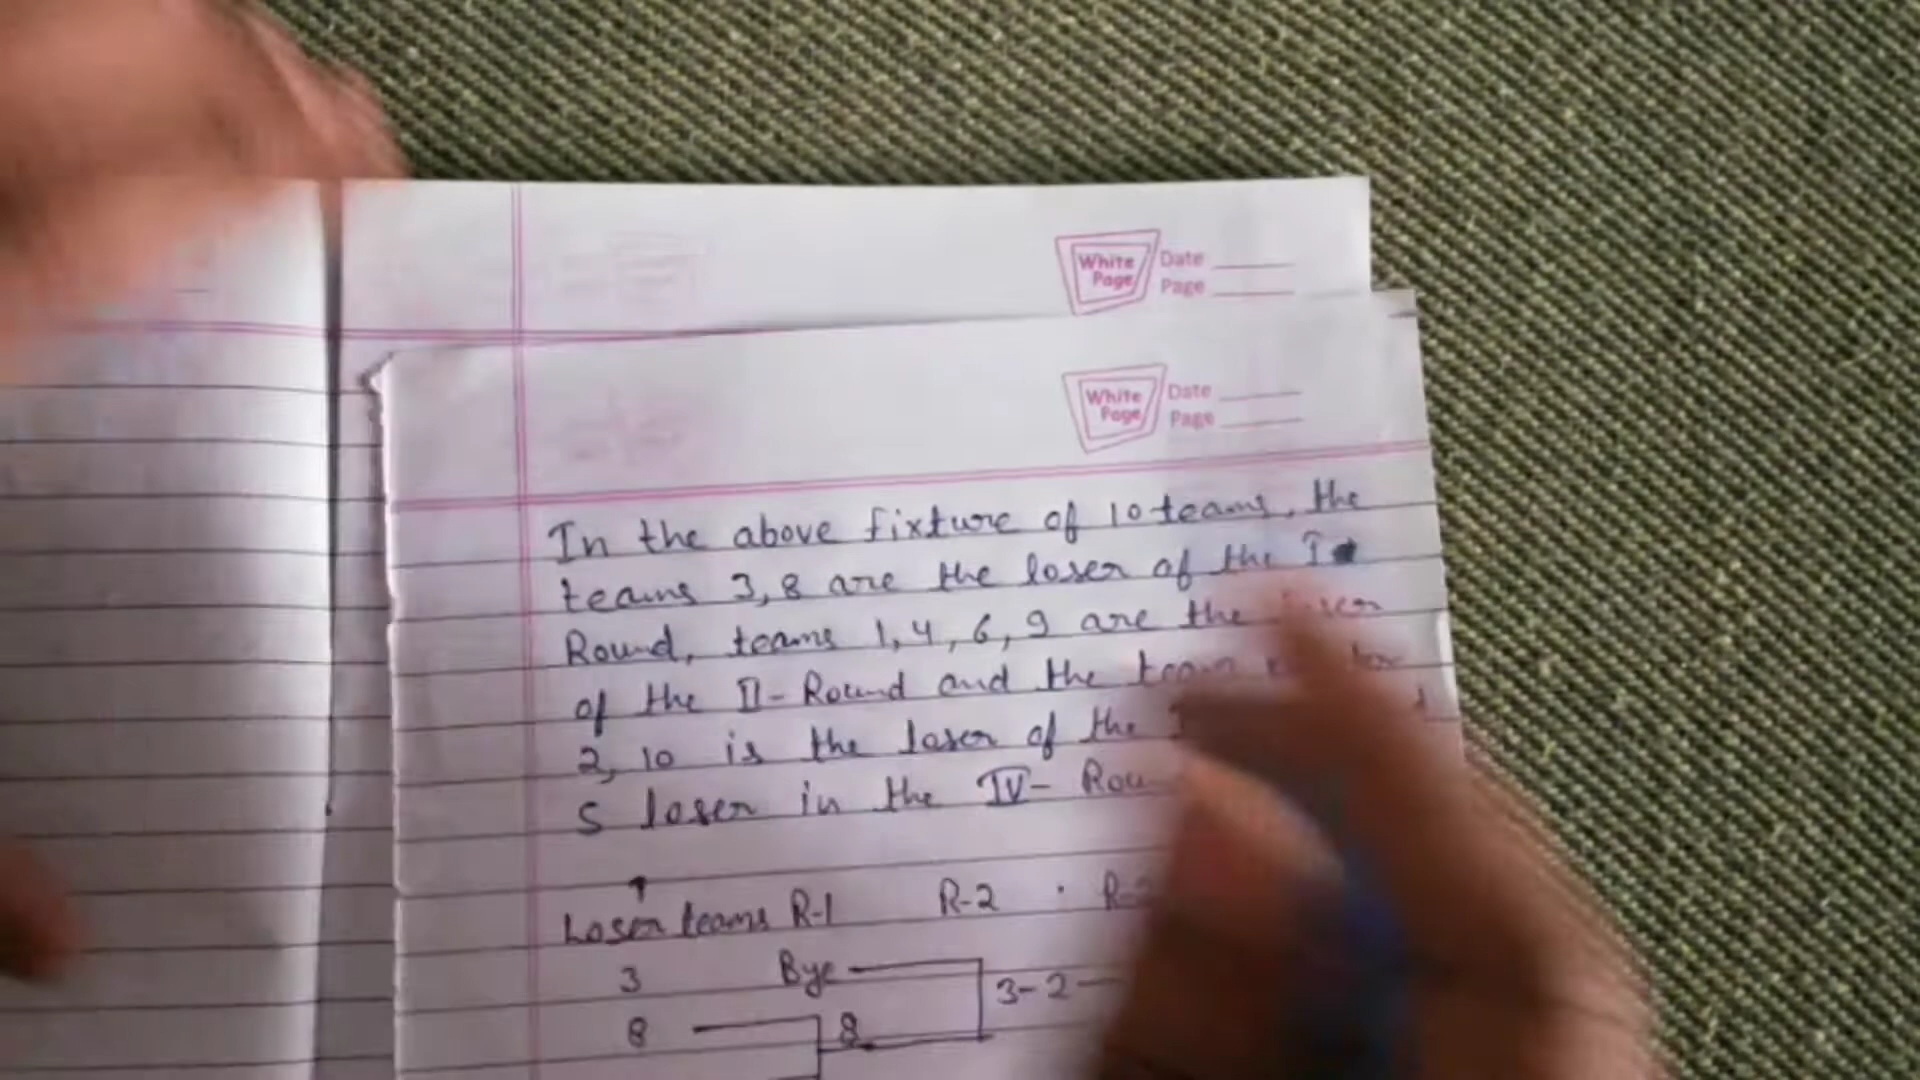 White Page Date
Page
White Page Date
Page
In the above fixture of 10 teams, the
teams 3, 8 are the loser of the I
Round, teams 1, 4, 6, 9 are the
of the II- Round and the team
2, 10 is the loser of the
5 loser in the IV- Rou
Loser teams R-1 R-2
3 Bye 3-2
8 8